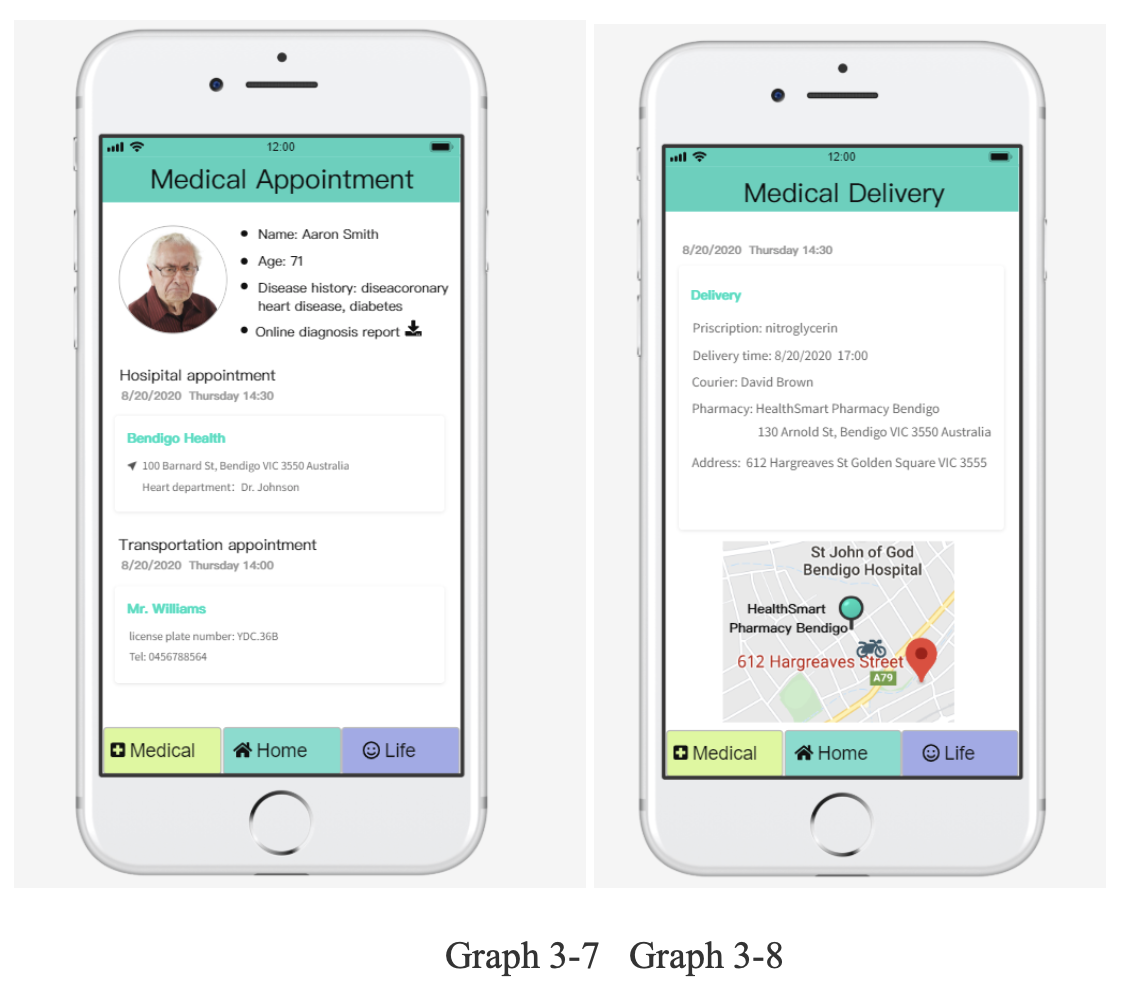 12:00
Medical Appointment
Name: Aaron Smith
Age: 71
Disease history: diseacoronary
heart disease, diabetes
Online diagnosis report
Hosipital appointment
8/20/2020 Thursday 14:30
Bendigo Health
100 Barnard St, Bendigo VIC 3550 Australia
Heart department: Dr. Johnson
Transportation appointment
8/20/2020 Thursday 14:00
Mr. Williams
license plate number: YDC.36B
Tel: 0456788564
Medical
Home
Life
12:00
Medical Delivery
8/20/2020 Thursday 14:30
Delivery
Priscription: nitroglycerin
Delivery time: 8/20/2020 17:00
Courier: David Brown
Pharmacy: HealthSmart Pharmacy Bendigo
130 Arnold St, Bendigo VIC 3550 Australia
Address: 612 Hargreaves St Golden Square VIC 3555
St John of God
Bendigo Hospital
HealthSmart
Pharmacy Bendigo
612 Hargreaves Street
A79
Medical
Home
Life
Graph 3-7 Graph 3-8